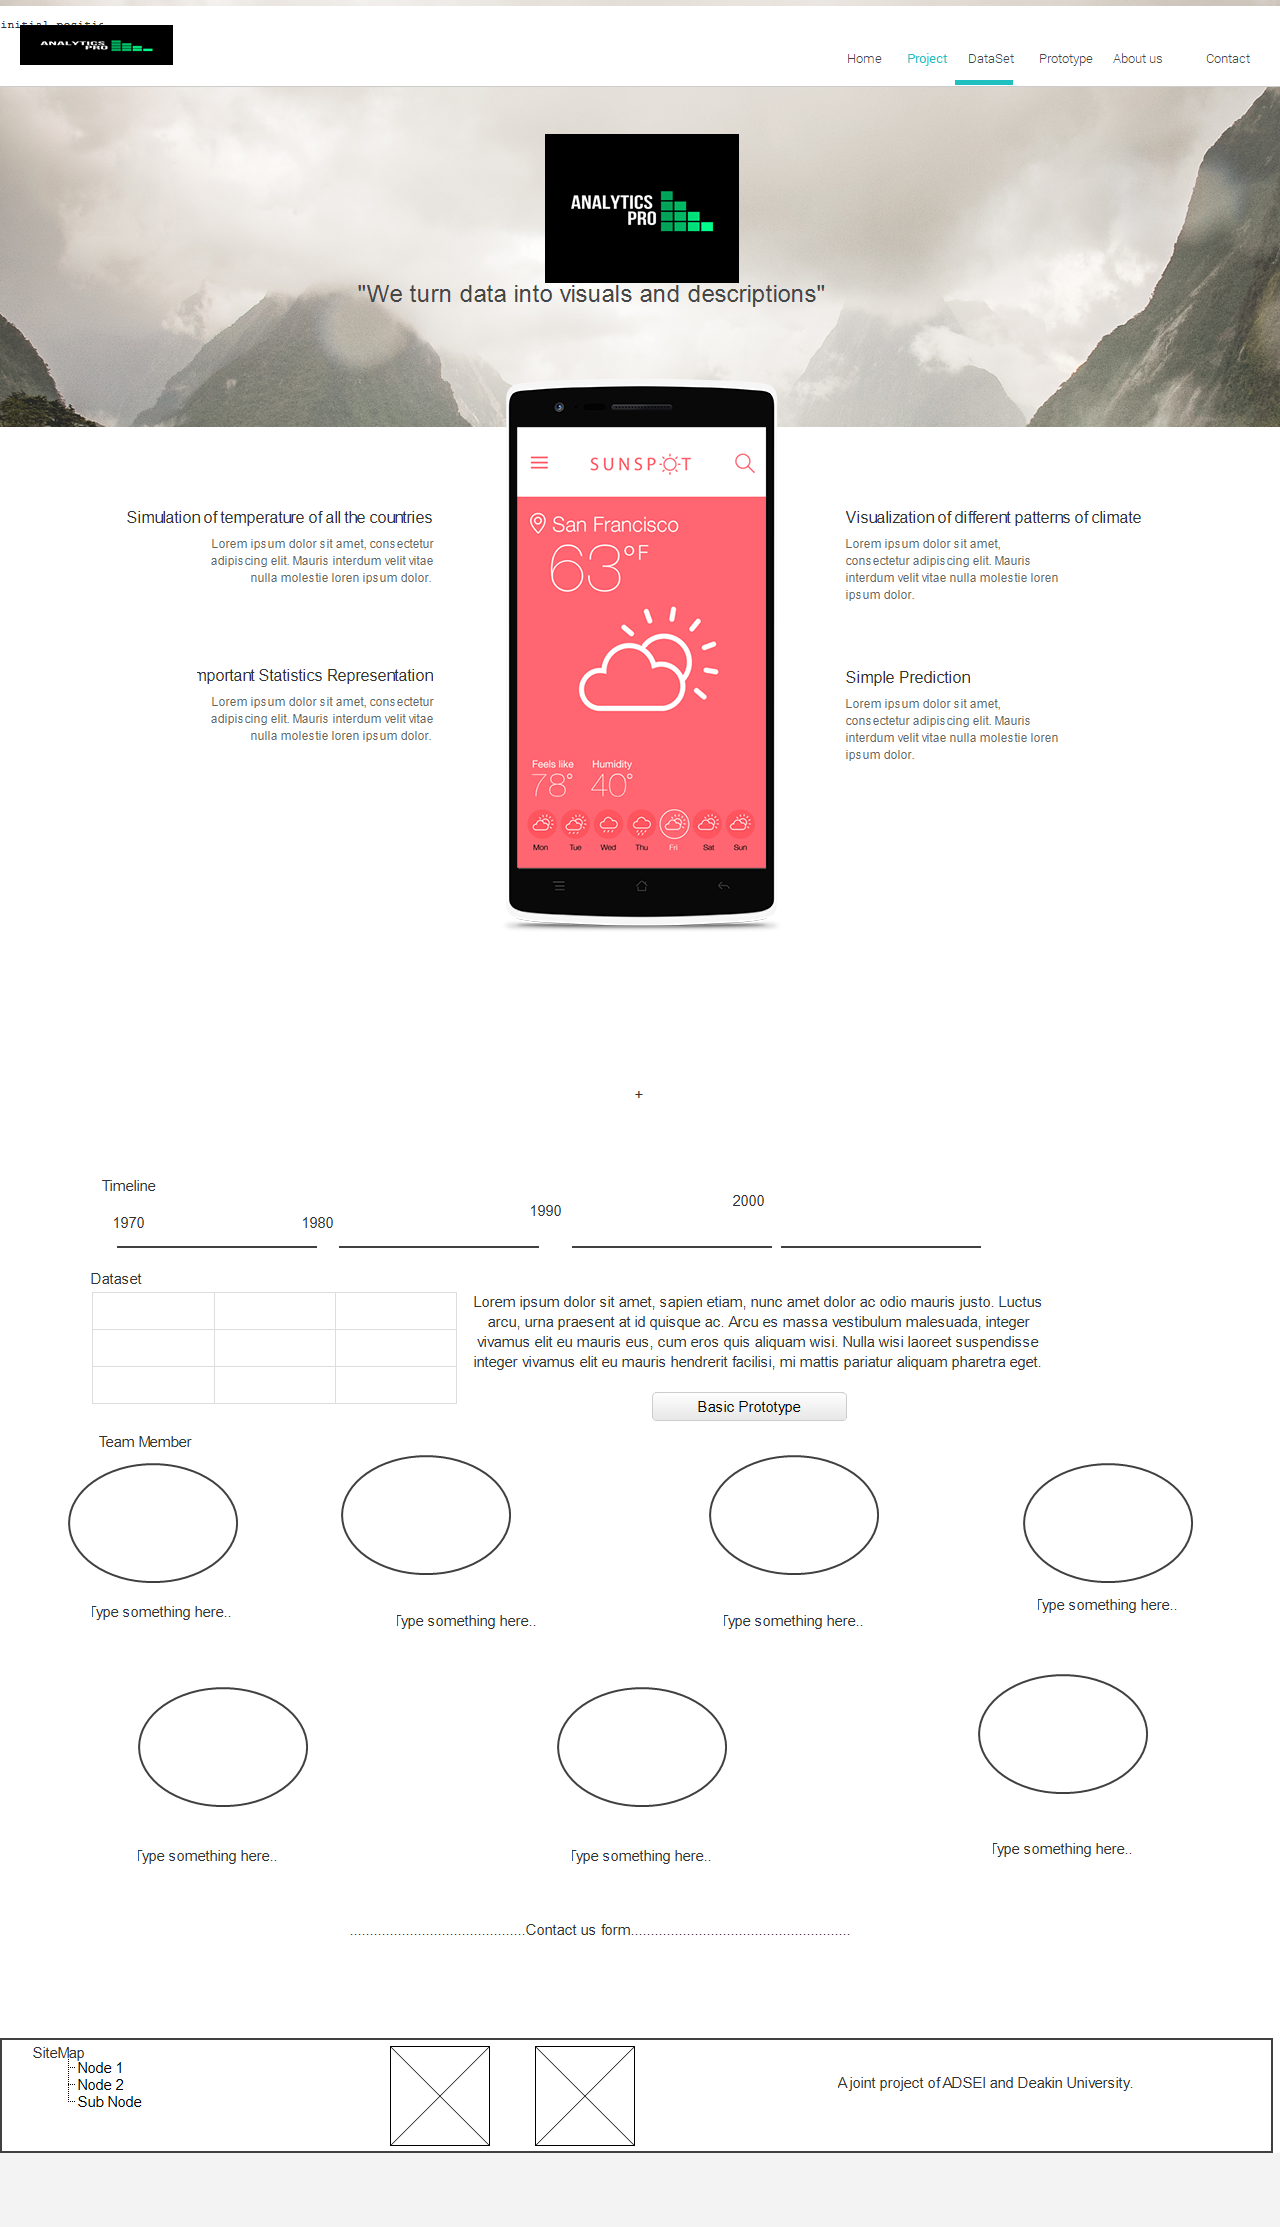 initial positio
ANALYTICS
PRO
Home Project DataSet Prototype About us Contact
ANALYTICS
PRO
"We turn data into visuals and descriptions"
SUNSPOT
San Francisco
63°F
Feels like Humidity
78° 40°
Mon Tue Wed Thu Fri Sat Sun
Simulation of temperature of all the countries
Lorem ipsum dolor sit amet, consectetur
adipiscing elit. Mauris interdum velit vitae
nulla molestie loren ipsum dolor.
Visualization of different patterns of climate
Lorem ipsum dolor sit amet,
consectetur adipiscing elit. Mauris
interdum velit vitae nulla molestie loren
ipsum dolor.
mportant Statistics Representation
Lorem ipsum dolor sit amet, consectetur
adipiscing elit. Mauris interdum velit vitae
nulla molestie loren ipsum dolor.
Simple Prediction
Lorem ipsum dolor sit amet,
consectetur adipiscing elit. Mauris
interdum velit vitae nulla molestie loren
ipsum dolor.
+
Timeline
1970 1980 1990 2000
Dataset
Lorem ipsum dolor sit amet, sapien etiam, nunc amet dolor ac odio mauris justo. Luctus
arcu, urna praesent at id quisque ac. Arcu es massa vestibulum malesuada, integer
vivamus elit eu mauris eus, cum eros quis aliquam wisi. Nulla wisi laoreet suspendisse
integer vivamus elit eu mauris hendrerit facilisi, mi mattis pariatur aliquam pharetra eget.
Basic Prototype
Team Member
Type something here..
Type something here..
Type something here..
Type something here..
Type something here..
Type something here..
Type something here..
............................................Contact us form.......................................................
SiteMap
Node 1
Node 2
Sub Node
A joint project of ADSEI and Deakin University.